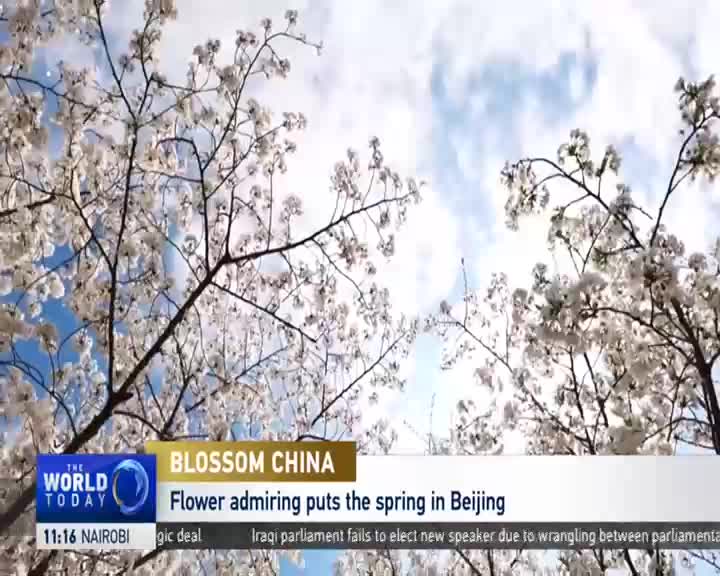 BLOSSOM CHINA
THE
WORLD
TODAY
Flower admiring puts the spring in Beijing
11:16 NAIROBI
gic deal Iraqi parliament fails to elect new speaker due to wrangling between parliamenta